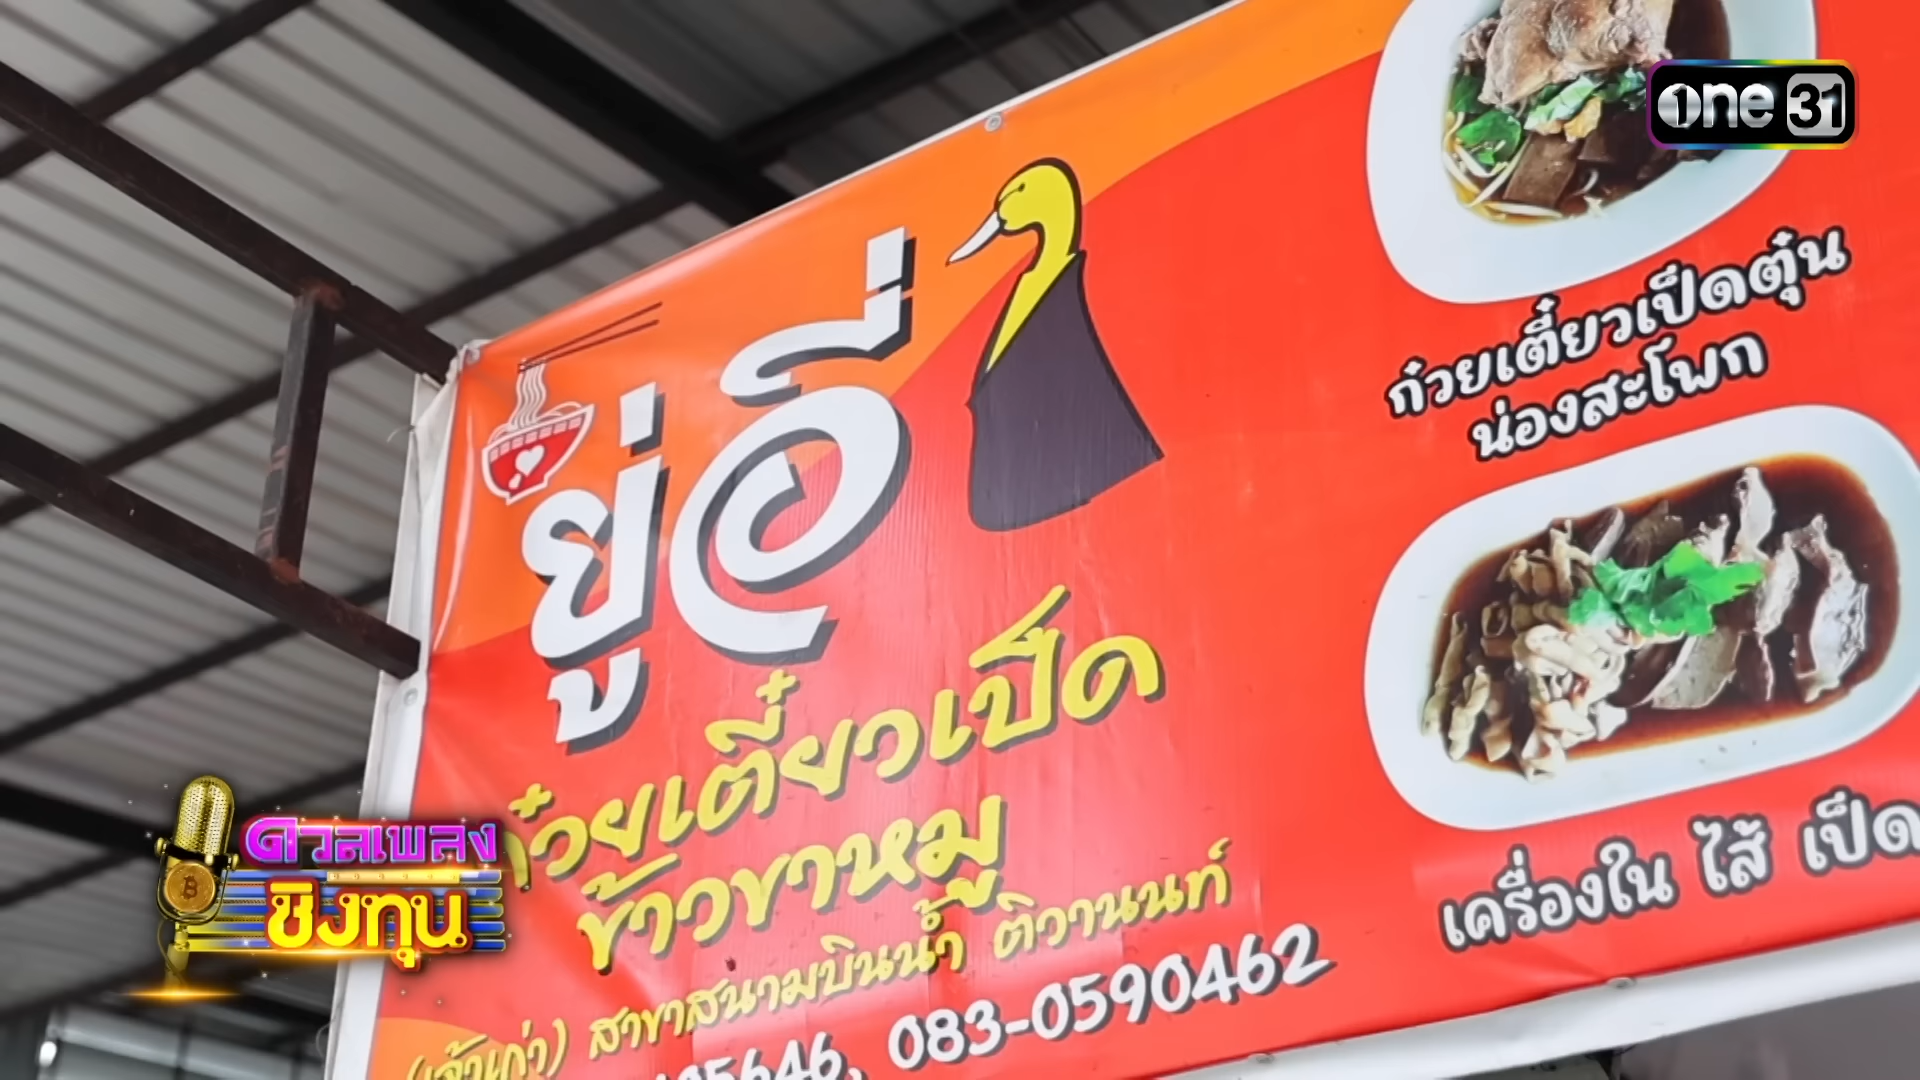 one 31
ยู่อี่
ก๋วยเตี๋ยวเป็ด
ข้าวขาหมู
(เจ้าเก่า) สาขาสนามบินน้ำ ติวานนท์
5646, 083-0590462
ก๋วยเตี๋ยวเป็ดตุ๋น
น่องสะโพก
เครื่องใน ไส้ เป็ด
ดวลเพลง
ชิงทุน